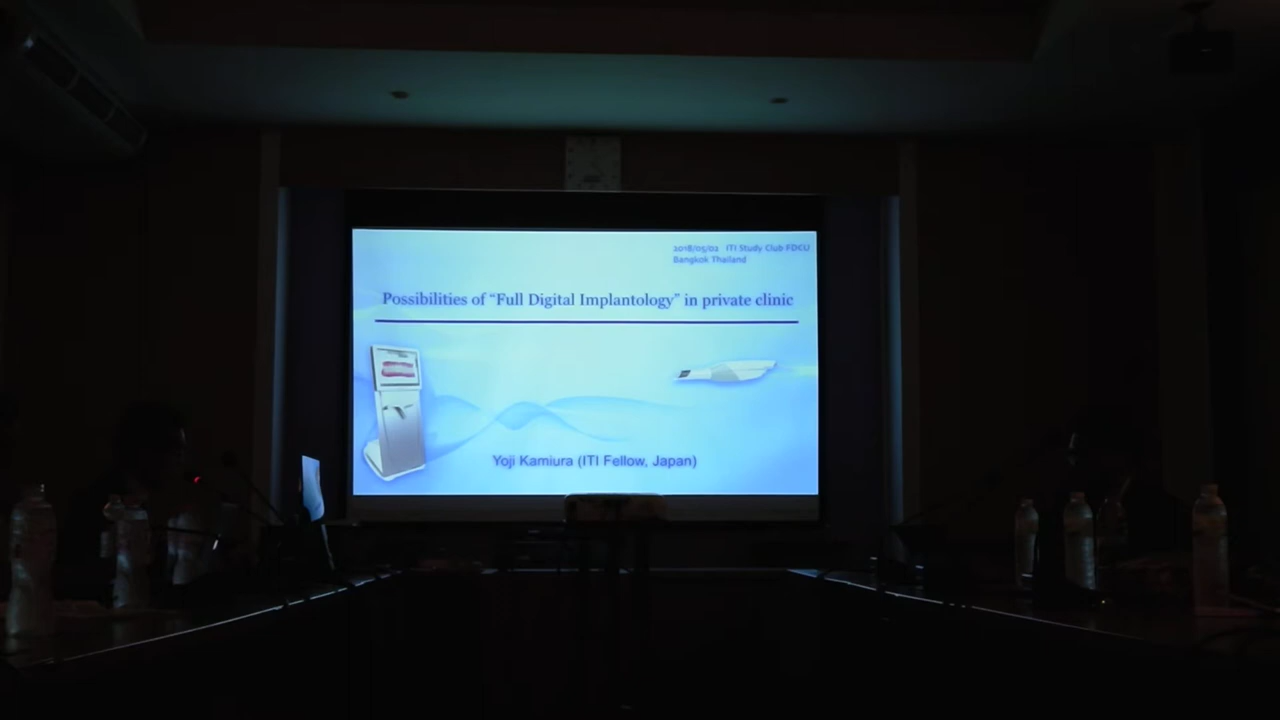 2018/05/02 ITI Study Club FDCU
Bangkok Thailand
Possibilities of “Full Digital Implantology” in private clinic
Yoji Kamiura (ITI Fellow, Japan)